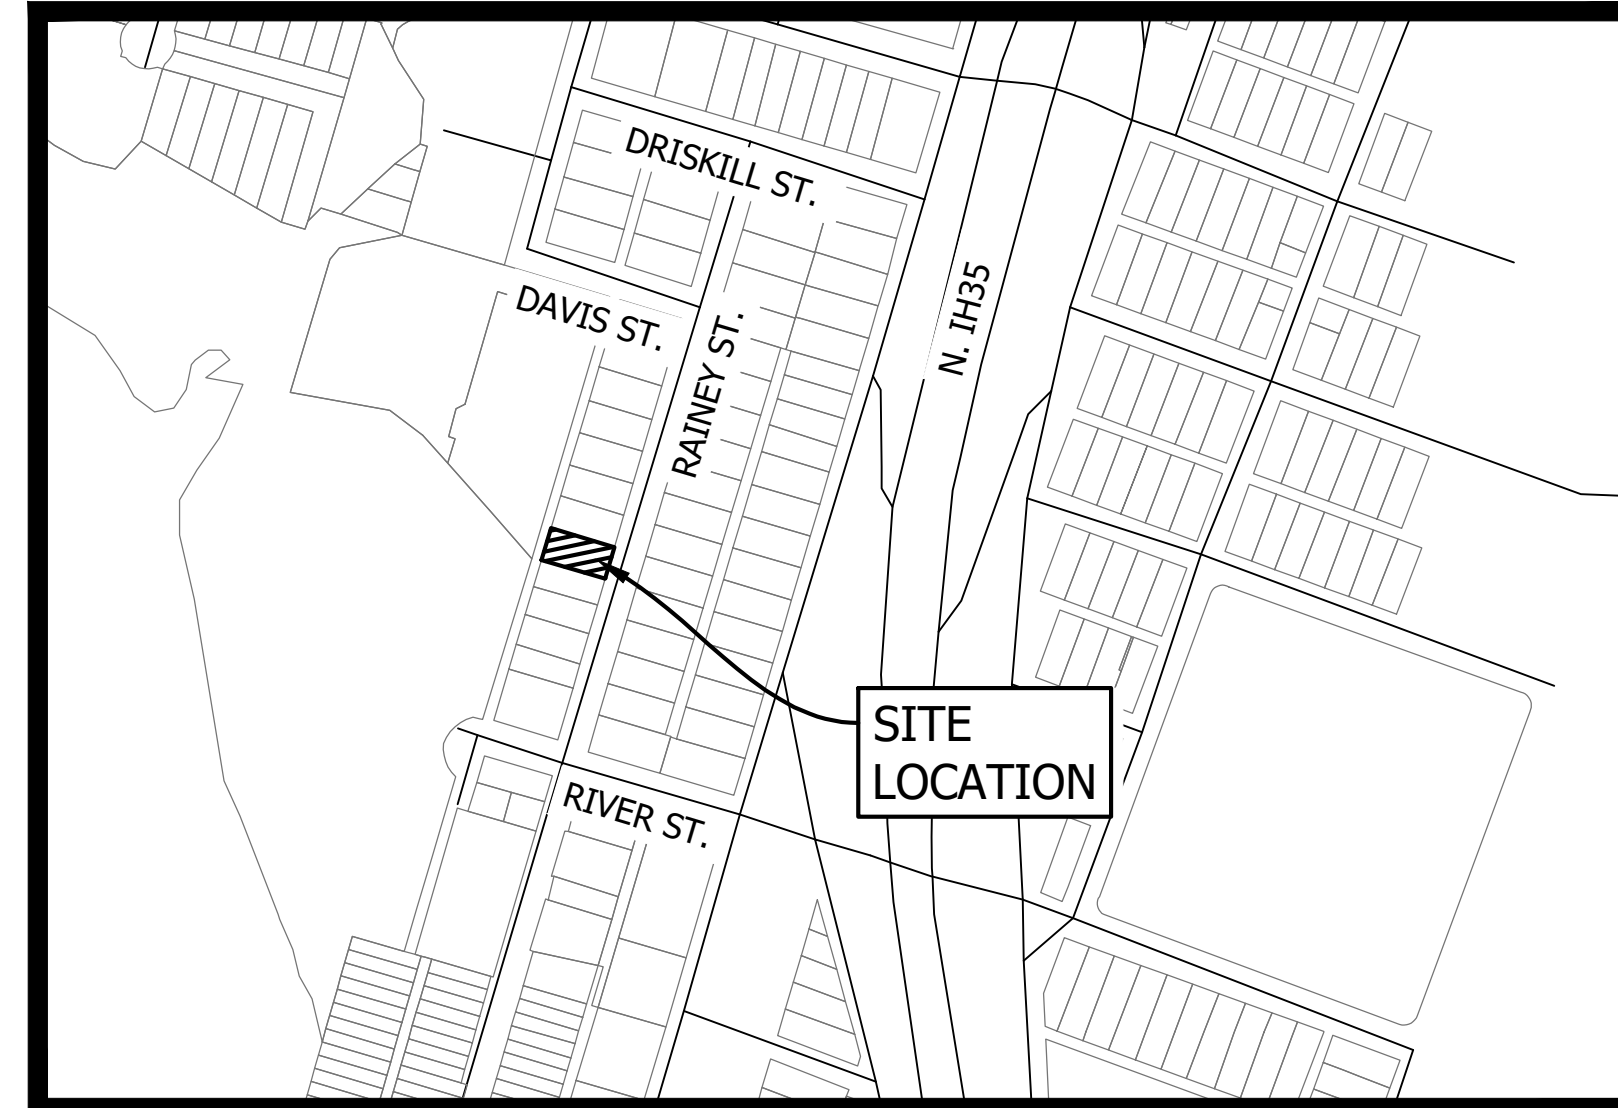 DRISKILL ST.
DAVIS ST.
RAINEY ST.
N. IH35
SITE
LOCATION
RIVER ST.